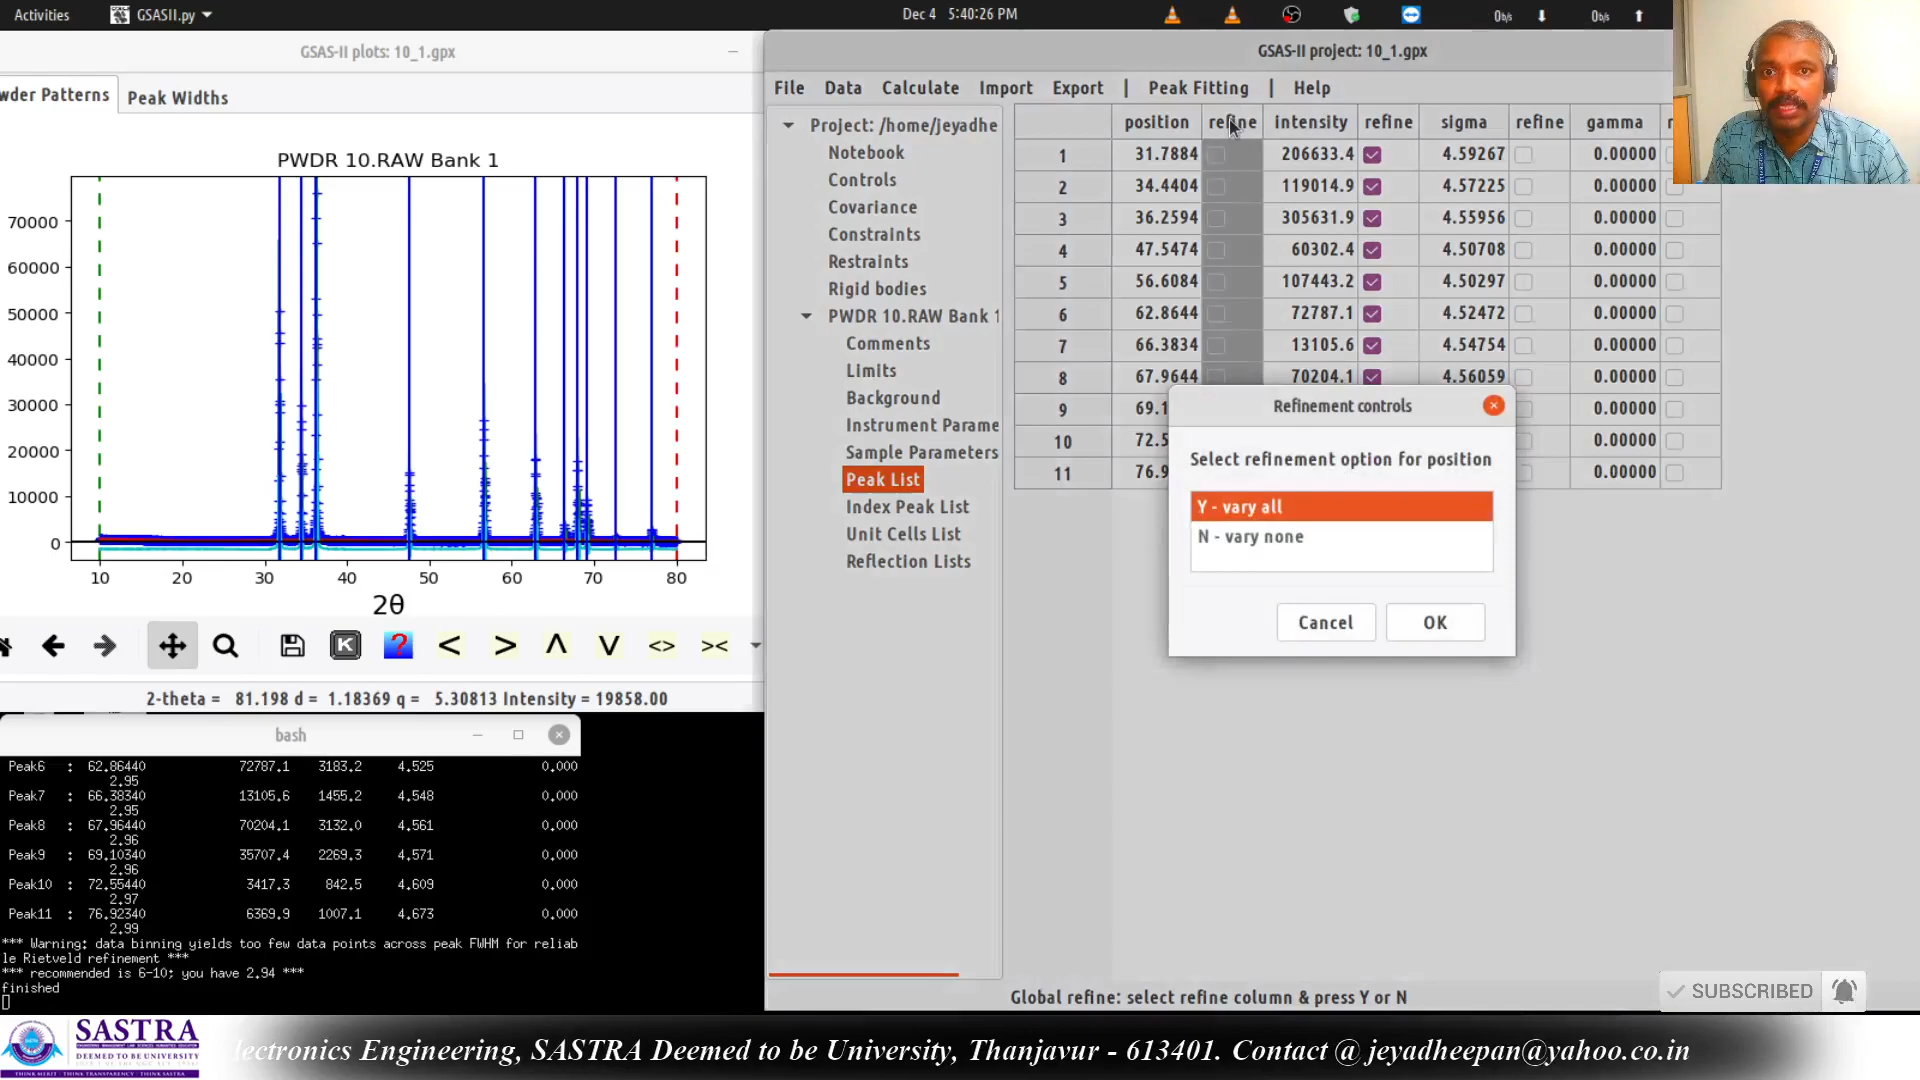 Activities
GSASII.py
Dec 4 5:40:26 PM
0b/s
0b/s
GSAS-II plots: 10_1.gpx
wder Patterns
Peak Widths
PWDR 10.RAW Bank 1
70000
60000
50000
40000
30000
20000
10000
0
10 20 30 40 50 60 70 80
2θ
K ? < > ∧ V <> ><
2-theta = 81.198 d = 1.18369 q = 5.30813 Intensity = 19858.00
bash
Peak6 : 62.86440 72787.1 3183.2 4.525 0.000
2.95
Peak7 : 66.38340 13105.6 1455.2 4.548 0.000
2.95
Peak8 : 67.96440 70204.1 3132.0 4.561 0.000
2.96
Peak9 : 69.10340 35707.4 2269.3 4.571 0.000
2.96
Peak10 : 72.55440 3417.3 842.5 4.609 0.000
2.97
Peak11 : 76.92340 6369.9 1007.1 4.673 0.000
2.99
*** Warning: data binning yields too few data points across peak FWHM for reliab
le Rietveld refinement ***
*** recommended is 6-10; you have 2.94 ***
finished
GSAS-II project: 10_1.gpx
File Data Calculate Import Export | Peak Fitting | Help
Project: /home/jeyadhe
Notebook
Controls
Covariance
Constraints
Restraints
Rigid bodies
PWDR 10.RAW Bank 1
Comments
Limits
Background
Instrument Parame
Sample Parameters
Peak List
Index Peak List
Unit Cells List
Reflection Lists
position refine intensity refine sigma refine gamma r
1 31.7884 206633.4 4.59267 0.00000
2 34.4404 119014.9 4.57225 0.00000
3 36.2594 305631.9 4.55956 0.00000
4 47.5474 60302.4 4.50708 0.00000
5 56.6084 107443.2 4.50297 0.00000
6 62.8644 72787.1 4.52472 0.00000
7 66.3834 13105.6 4.54754 0.00000
8 67.9644 70204.1 4.56059 0.00000
9 69.1 0.00000
10 72.5 0.00000
11 76.9 0.00000
Refinement controls
Select refinement option for position
Y - vary all
N - vary none
Cancel
OK
Global refine: select refine column & press Y or N
SUBSCRIBED
SASTRA
DEEMED TO BE UNIVERSITY
THINK MERIT · THINK TRANSPARENCY · THINK SASTRA
lectronics Engineering, SASTRA Deemed to be University, Thanjavur - 613401. Contact @ jeyadheepan@yahoo.co.in